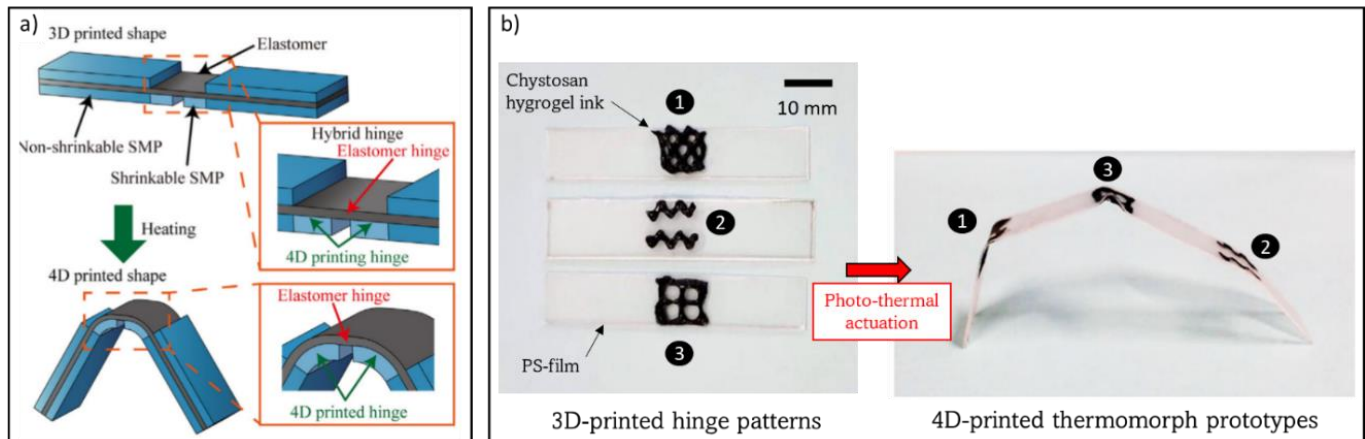 a)
3D printed shape
Elastomer
Non-shrinkable SMP
Shrinkable SMP
Hybrid hinge
Elastomer hinge
4D printing hinge
Heating
4D printed shape
Elastomer hinge
4D printed hinge
b)
Chystosan
hygrogel ink
1
10 mm
2
PS-film
3
3D-printed hinge patterns
Photo-thermal
actuation
1
3
2
4D-printed thermomorph prototypes